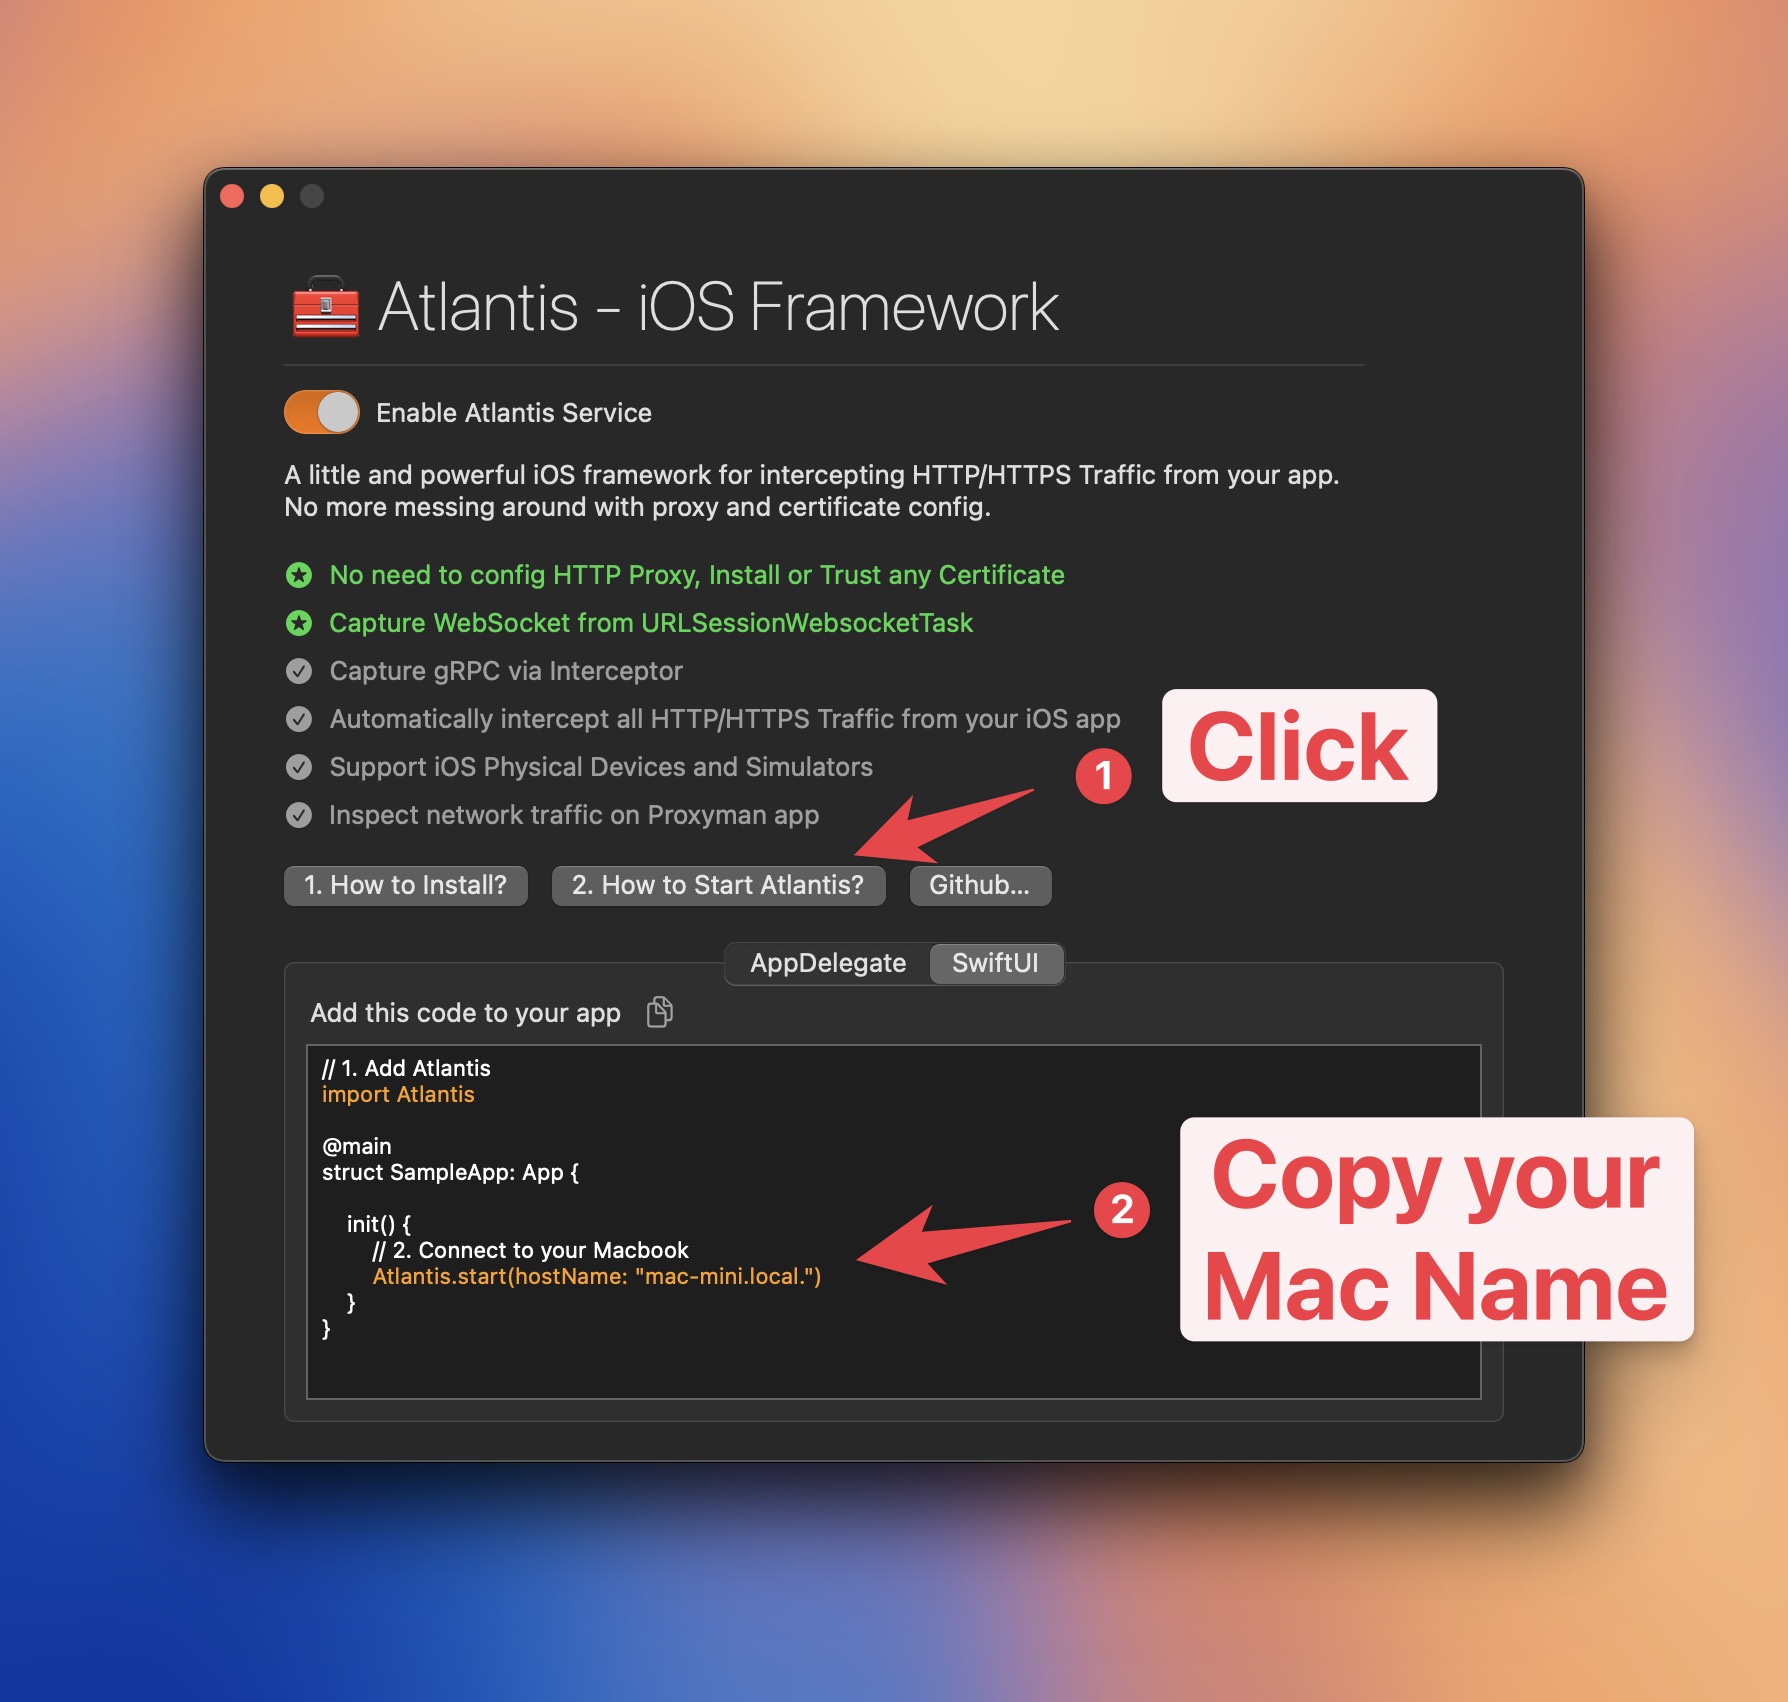 Atlantis - iOS Framework
Enable Atlantis Service
A little and powerful iOS framework for intercepting HTTP/HTTPS Traffic from your app.
No more messing around with proxy and certificate config.
No need to config HTTP Proxy, Install or Trust any Certificate
Capture WebSocket from URLSessionWebsocketTask
Capture gRPC via Interceptor
Automatically intercept all HTTP/HTTPS Traffic from your iOS app
Support iOS Physical Devices and Simulators
Inspect network traffic on Proxyman app
1
Click
1. How to Install?
2. How to Start Atlantis?
Github...
AppDelegate
SwiftUI
Add this code to your app
// 1. Add Atlantis
import Atlantis
@main
struct SampleApp: App {
init() {
// 2. Connect to your Macbook
Atlantis.start(hostName: "mac-mini.local.")
}
}
2
Copy your
Mac Name